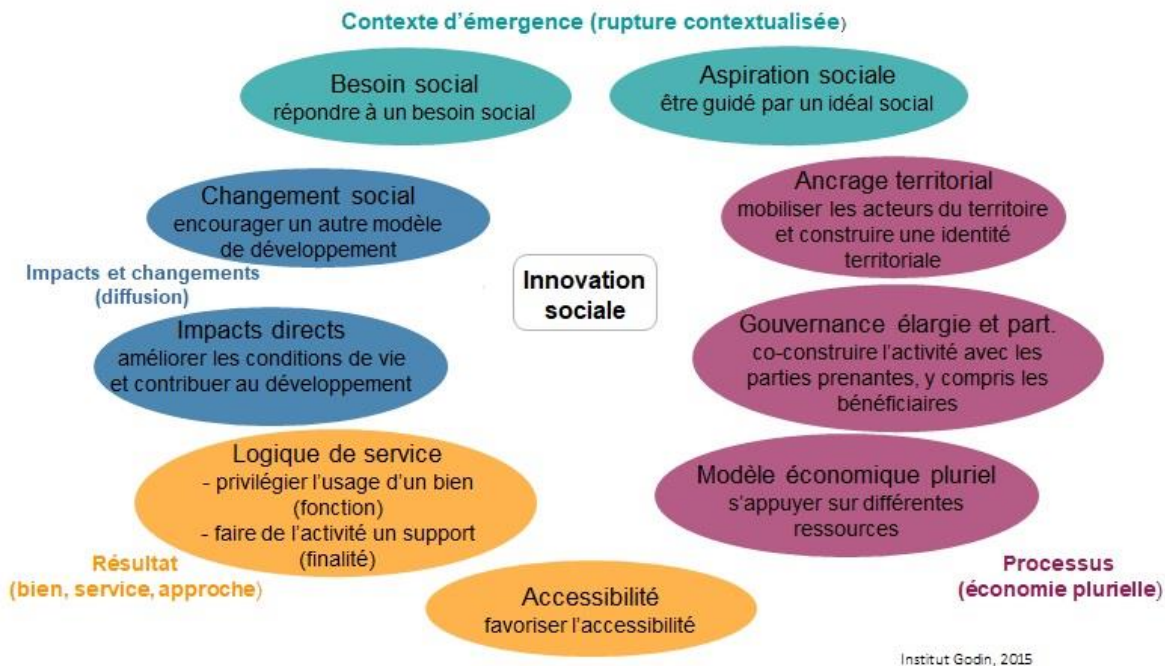 Contexte d’émergence (rupture contextualisée)
Besoin social
répondre à un besoin social
Aspiration sociale
être guidé par un idéal social
Changement social
encourager un autre modèle
de développement
Ancrage territorial
mobiliser les acteurs du territoire
et construire une identité
territoriale
Impacts et changements
(diffusion)
Innovation
sociale
Impacts directs
améliorer les conditions de vie
et contribuer au développement
Gouvernance élargie et part.
co-construire l’activité avec les
parties prenantes, y compris les
bénéficiaires
Logique de service
- privilégier l’usage d’un bien
(fonction)
- faire de l’activité un support
(finalité)
Modèle économique pluriel
s’appuyer sur différentes
ressources
Résultat
(bien, service, approche)
Processus
(économie plurielle)
Accessibilité
favoriser l’accessibilité
Institut Godin, 2015